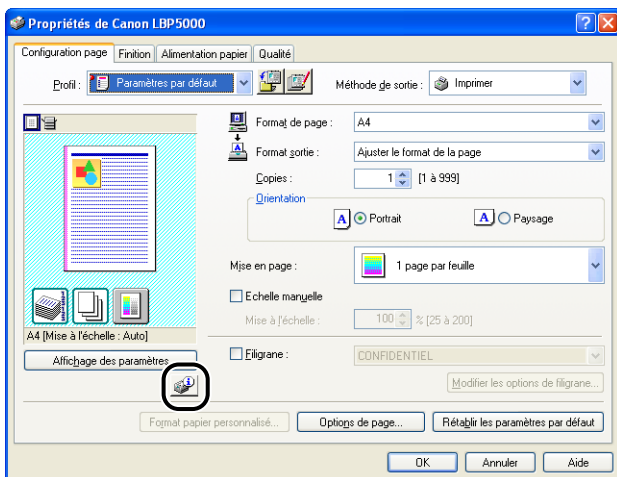 Propriétés de Canon LBP5000
Configuration page Finition Alimentation papier Qualité
Profil : Paramètres par défaut Méthode de sortie : Imprimer
Format de page : A4
Format sortie : Ajuster le format de la page
Copies : 1 [1 à 999]
Orientation
A Portrait A Paysage
Mise en page : 1 page par feuille
Echelle manuelle
Mise à l'échelle : 100 % [25 à 200]
A4 [Mise à l'échelle : Auto]
Affichage des paramètres
Filigrane : CONFIDENTIEL
Modifier les options de filigrane...
Format papier personnalisé... Options de page... Rétablir les paramètres par défaut
OK Annuler Aide